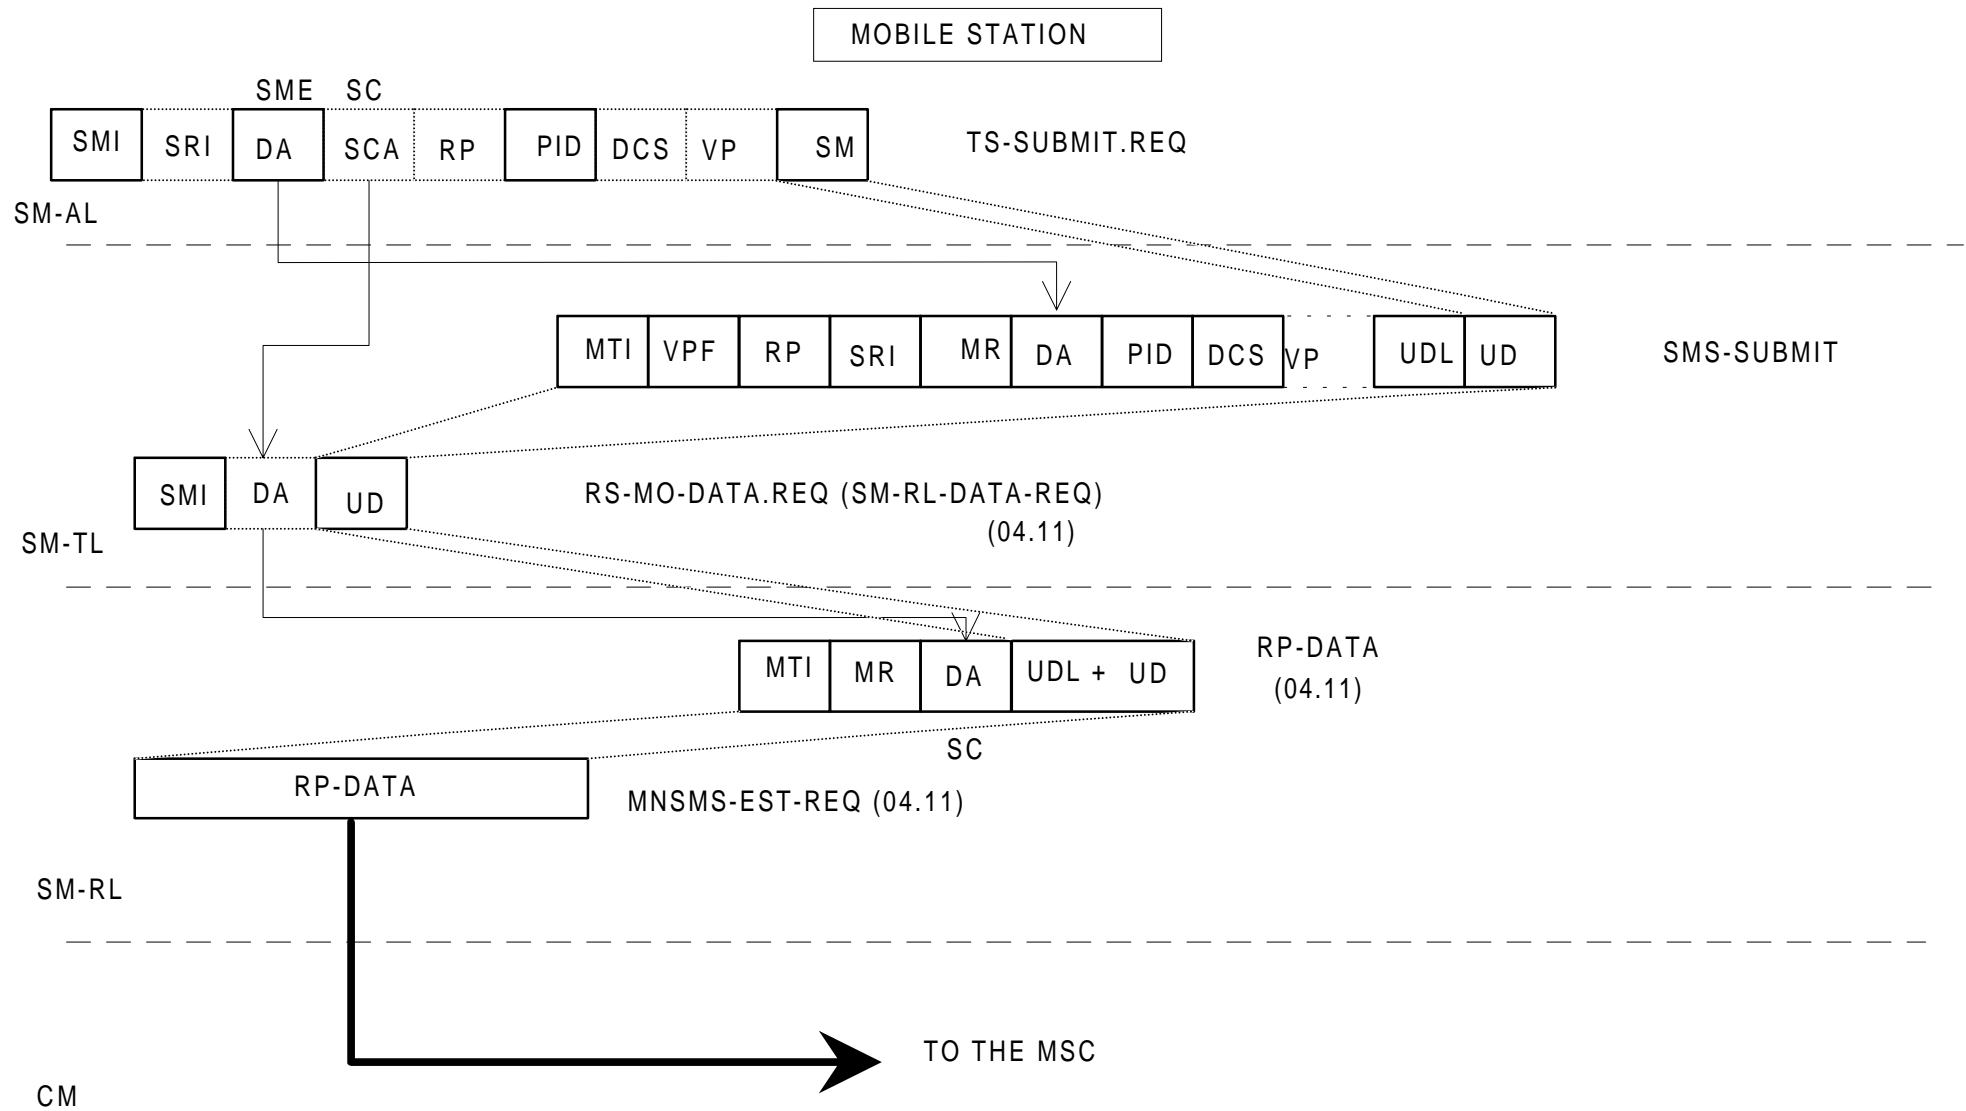 MOBILE STATION
SME SC
SMI SRI DA SCA RP PID DCS VP SM TS-SUBMIT.REQ
SM-AL
MTI VPF RP SRI MR DA PID DCS VP UDL UD SMS-SUBMIT
SMI DA UD RS-MO-DATA.REQ (SM-RL-DATA-REQ)
(04.11)
SM-TL
MTI MR DA UDL + UD RP-DATA
(04.11)
SC
RP-DATA MNSMS-EST-REQ (04.11)
SM-RL
TO THE MSC
CM